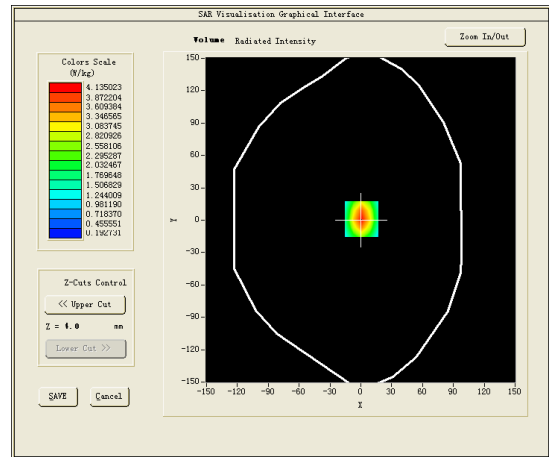 SAR Visualisation Graphical Interface
Volume Radiated Intensity
Zoom In/Out
Colors Scale
(W/kg)
4.135023
3.872204
3.609384
3.346565
3.083745
2.820926
2.558106
2.295287
2.032467
1.769648
1.506829
1.244009
0.981190
0.718370
0.455551
0.192731
150
120
90
60
30
0
-30
-60
-90
-120
-150
Y
-150 -120 -90 -60 -30 0 30 60 90 120 150
X
Z-Cuts Control
<< Upper Cut
Z = 4.0 mm
Lower Cut >>
SAVE Cancel